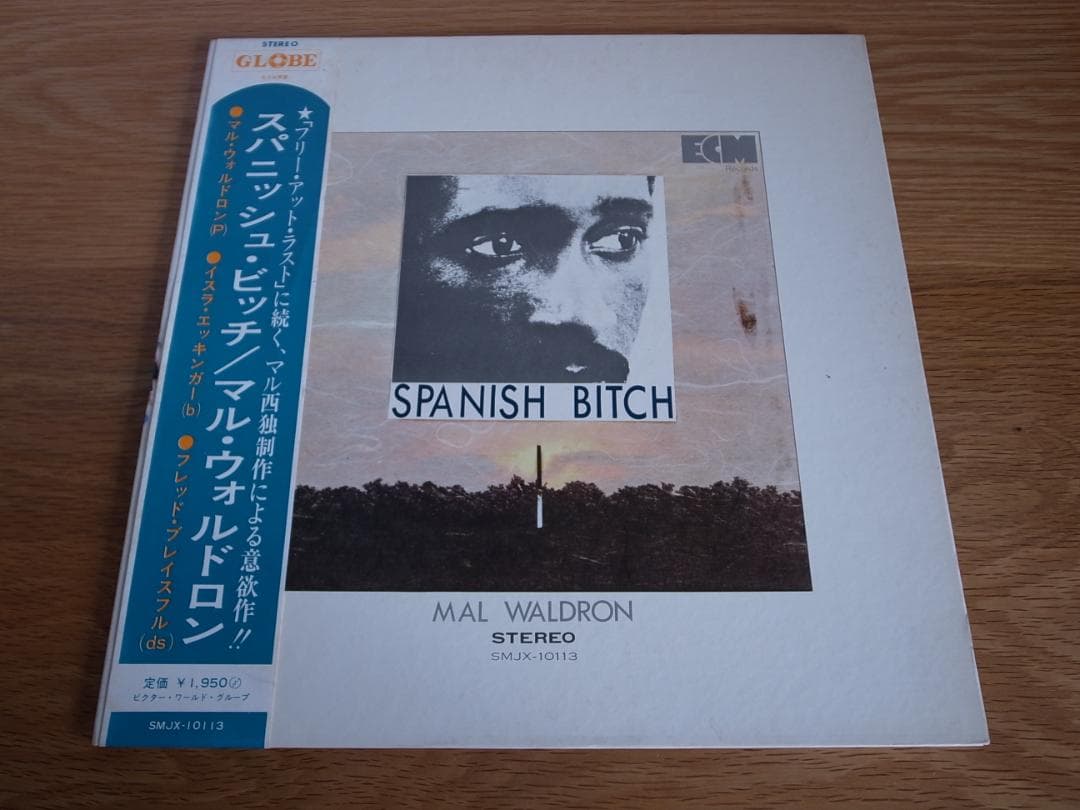 STEREO
GLOBE
★「フリー・アット・ラスト」に続く、マル西独制作による意欲作!!
スパニッシュ・ビッチ/マル・ウォルドロン
●マル・ウォルドロン(P) ●イスラ・エッキンガー(b) ●フレッド・ブレイスフル(ds)
定価 ¥1,950
ビクター・ワールド・グループ
SMJX-10113
ECM
Records
SPANISH BITCH
MAL WALDRON
STEREO
SMJX-10113